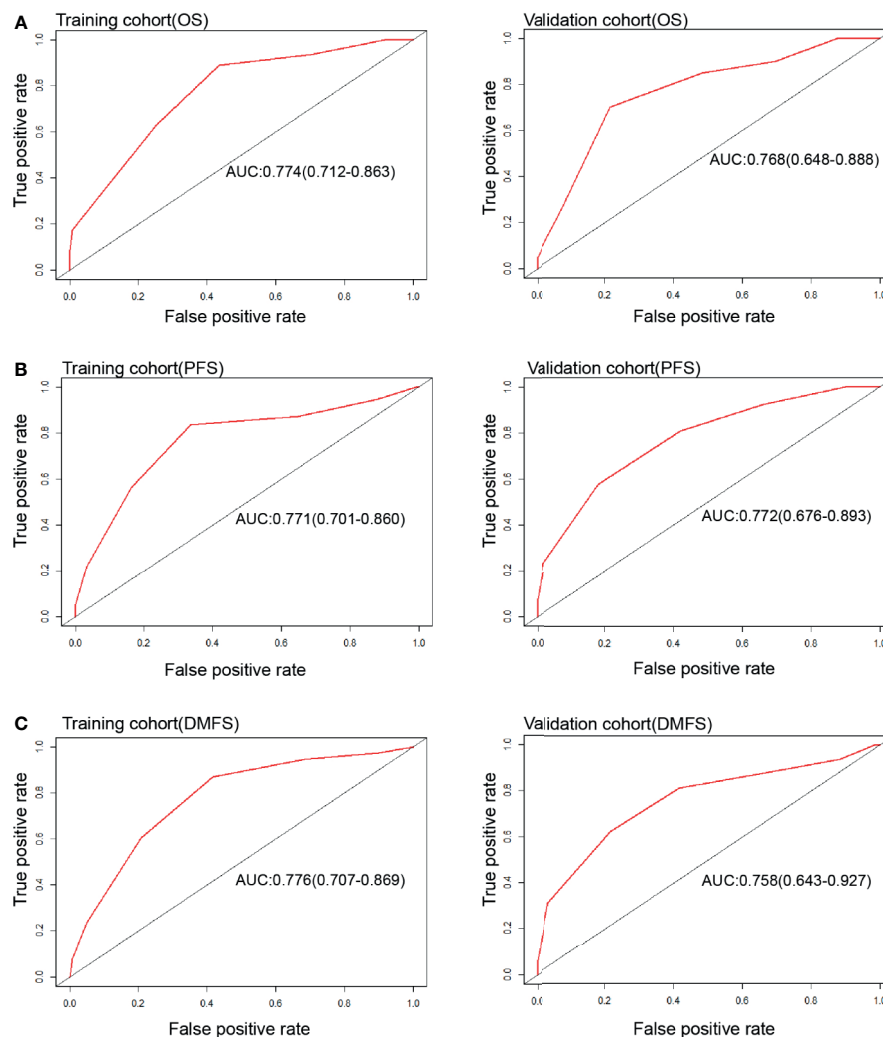 A
Training cohort(OS)
True positive rate
1.0
0.8
0.6
0.4
0.2
0.0
AUC:0.774(0.712-0.863)
0.0 0.2 0.4 0.6 0.8 1.0
False positive rate
Validation cohort(OS)
True positive rate
1.0
0.8
0.6
0.4
0.2
0.0
AUC:0.768(0.648-0.888)
0.0 0.2 0.4 0.6 0.8 1.0
False positive rate
B
Training cohort(PFS)
True positive rate
1.0
0.8
0.6
0.4
0.2
0.0
AUC:0.771(0.701-0.860)
0.0 0.2 0.4 0.6 0.8 1.0
False positive rate
Validation cohort(PFS)
True positive rate
1.0
0.8
0.6
0.4
0.2
0.0
AUC:0.772(0.676-0.893)
0.0 0.2 0.4 0.6 0.8 1.0
False positive rate
C
Training cohort(DMFS)
True positive rate
1.0
0.8
0.6
0.4
0.2
0.0
AUC:0.776(0.707-0.869)
0.0 0.2 0.4 0.6 0.8 1.0
False positive rate
Validation cohort(DMFS)
True positive rate
1.0
0.8
0.6
0.4
0.2
0.0
AUC:0.758(0.643-0.927)
0.0 0.2 0.4 0.6 0.8 1.0
False positive rate